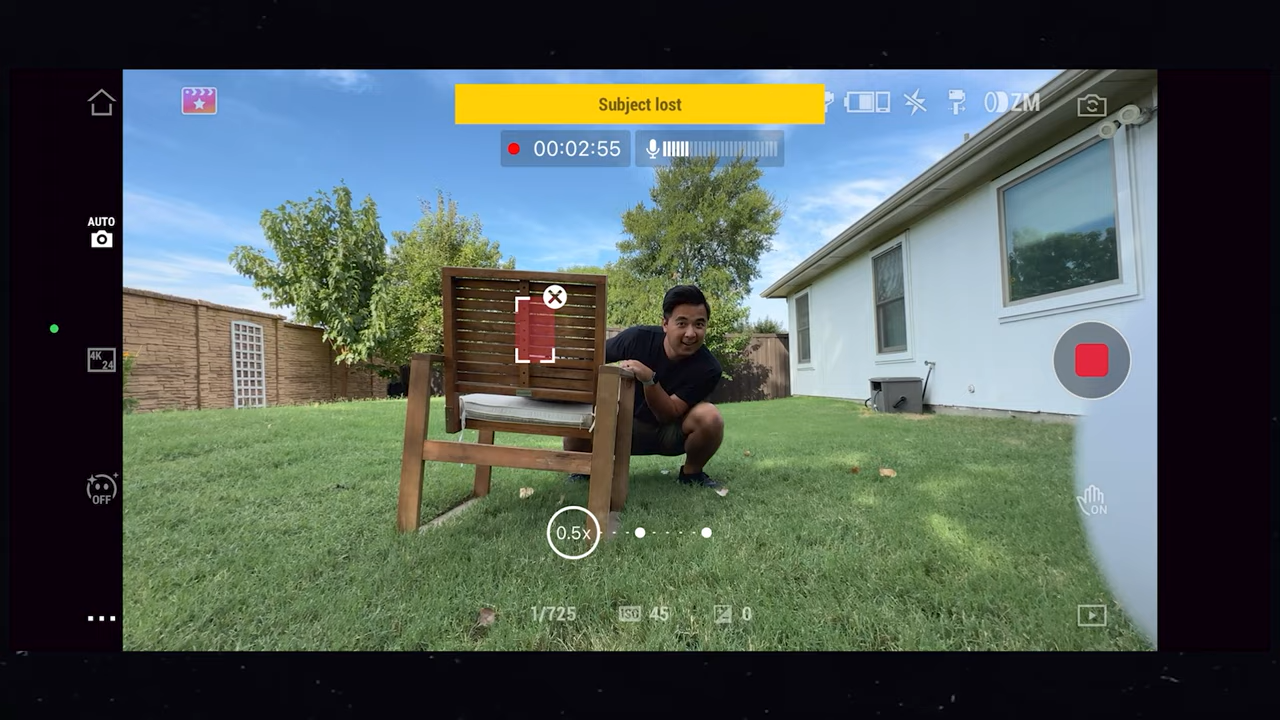 Subject lost
ZM
00:02:55
AUTO
4K
24
OFF
ON
0.5x
1/725
ISO 45
0